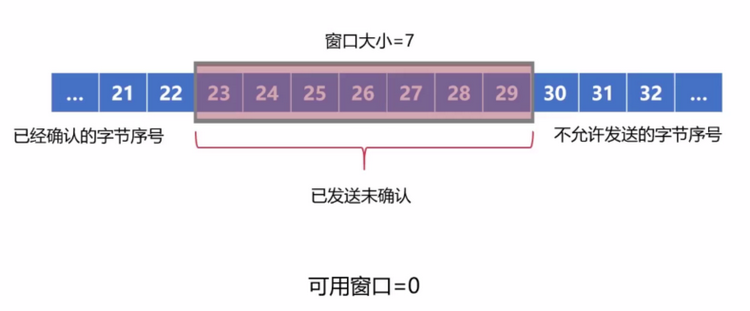 窗口大小=7
... 21 22 23 24 25 26 27 28 29 30 31 32 ...
已经确认的字节序号 不允许发送的字节序号
已发送未确认
可用窗口=0